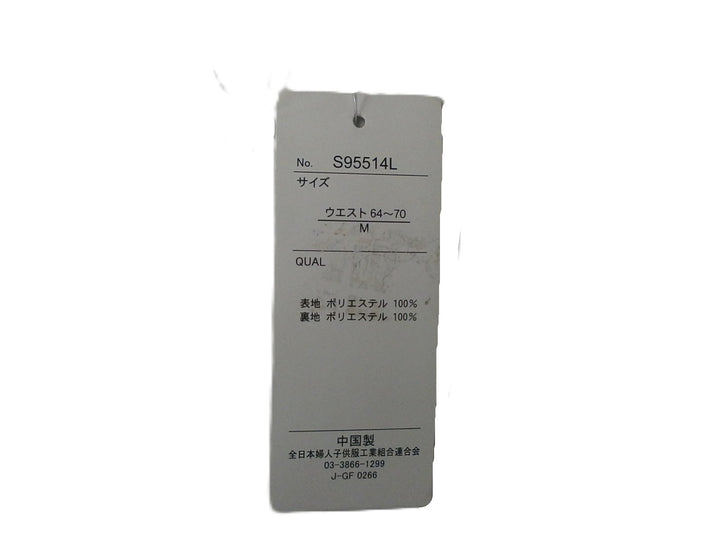 No. S95514L
サイズ
ウエスト 64～70
M
QUAL
表地 ポリエステル 100%
裏地 ポリエステル 100%
中国製
全日本婦人子供服工業組合連合会
03-3866-1299
J-GF 0266